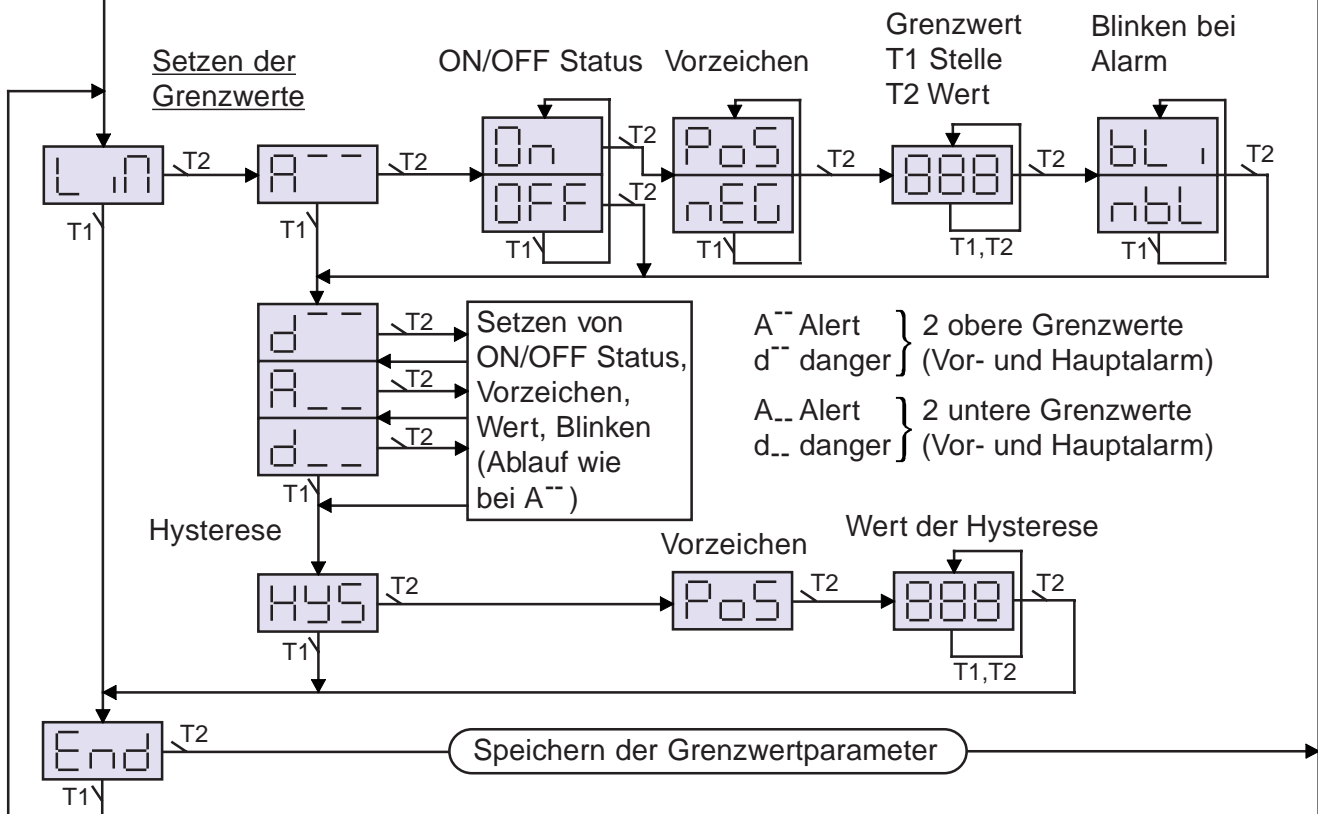 Setzen der
Grenzwerte
ON/OFF Status
Vorzeichen
Grenzwert
T1 Stelle
T2 Wert
Blinken bei
Alarm
LiM
T2
A¯¯
T2
On
T2
OFF
T2
PoS
nEG
T2
888
T2
bLi
nbL
T2
T1
T1
T1
T1
T1,T2
T1
d¯¯
T2
A__
T2
d__
T2
T1
Setzen von
ON/OFF Status,
Vorzeichen,
Wert, Blinken
(Ablauf wie
bei A¯¯)
A¯¯ Alert
d¯¯ danger
} 2 obere Grenzwerte
(Vor- und Hauptalarm)
A-- Alert
d-- danger
} 2 untere Grenzwerte
(Vor- und Hauptalarm)
Hysterese
Vorzeichen
Wert der Hysterese
HYS
T2
PoS
T2
888
T2
T1
T1,T2
End
T2
Speichern der Grenzwertparameter
T1